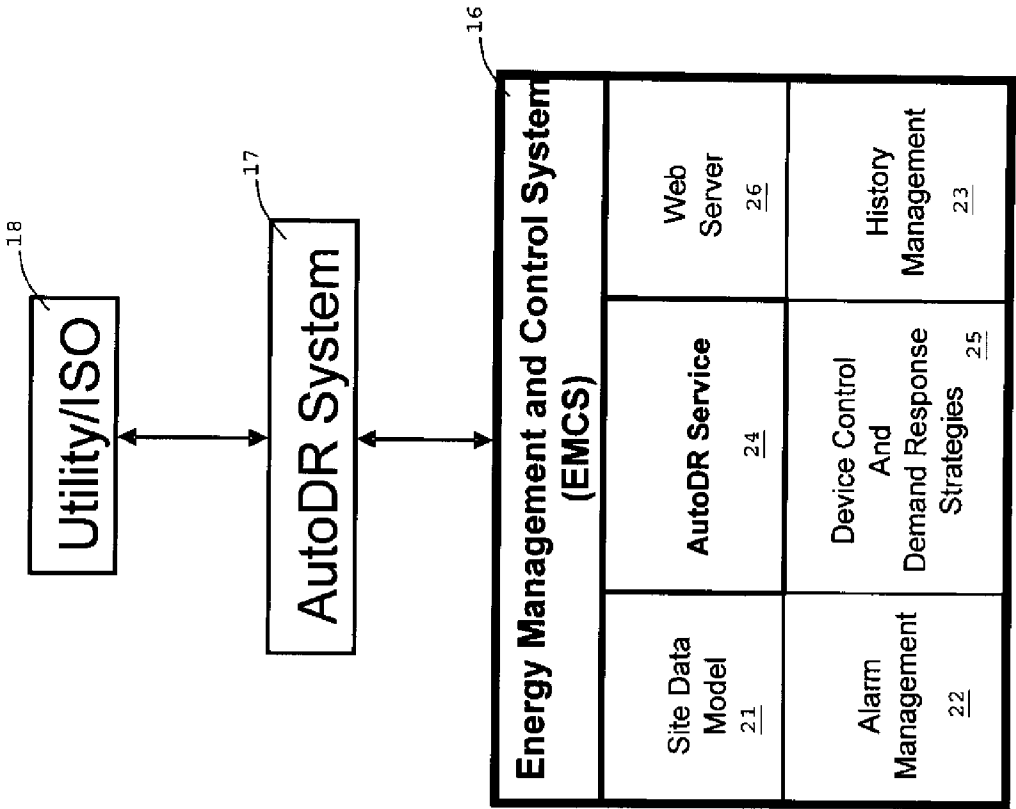 18
Utility/ISO
17
AutoDR System
16
Energy Management and Control System
(EMCS)
Site Data
Model
21
AutoDR Service
24
Web
Server
26
Alarm
Management
22
Device Control
And
Demand Response
Strategies
25
History
Management
23